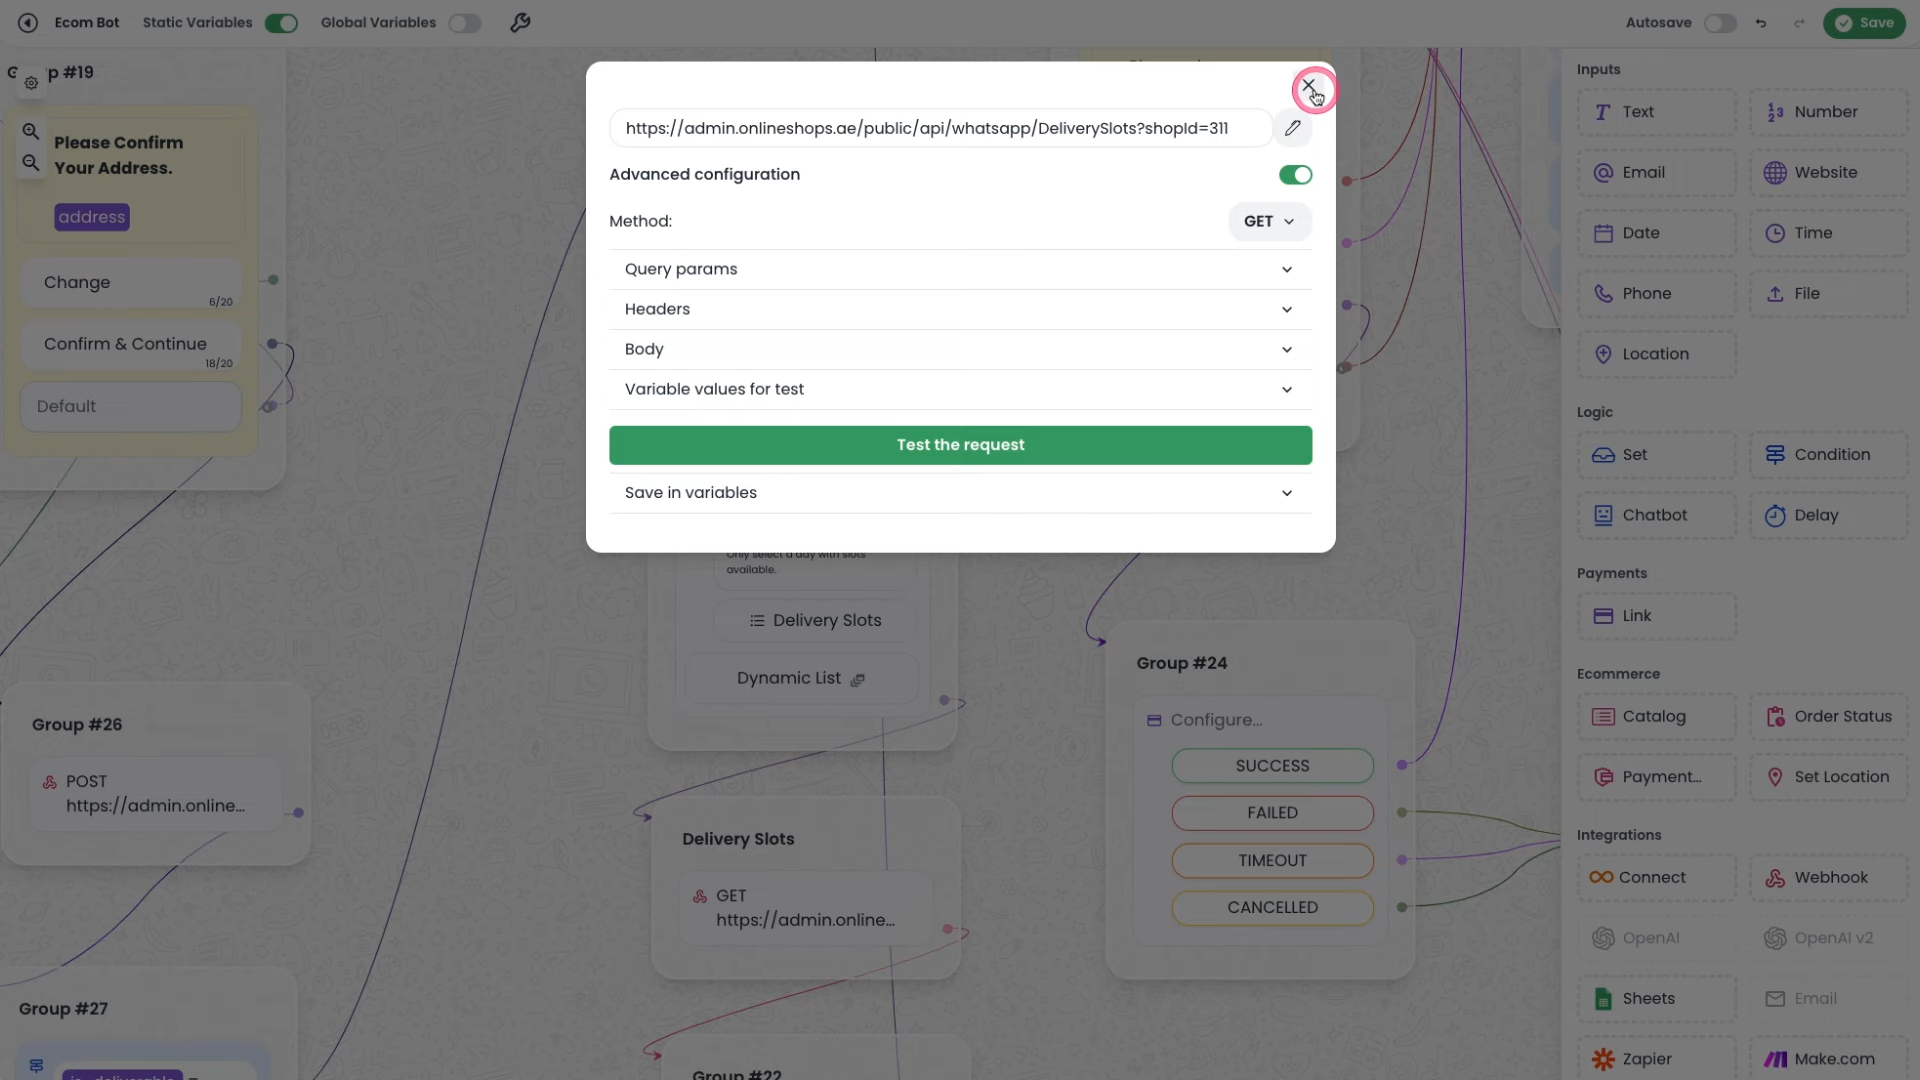 Ecom Bot
Static Variables
Global Variables
Autosave
Save
p #19
Please Confirm
Your Address.
address
Change
6/20
Confirm & Continue
18/20
Default
Group #26
POST
https://admin.online...
Group #27
https://admin.onlineshops.ae/public/api/whatsapp/DeliverySlots?shopId=311
Advanced configuration
Method:
GET
Query params
Headers
Body
Variable values for test
Test the request
Save in variables
Only select a day with slots
available.
Delivery Slots
Dynamic List
Delivery Slots
GET
https://admin.online...
Group #22
Group #24
Configure...
SUCCESS
FAILED
TIMEOUT
CANCELLED
Inputs
Text
Number
Email
Website
Date
Time
Phone
File
Location
Logic
Set
Condition
Chatbot
Delay
Payments
Link
Ecommerce
Catalog
Order Status
Payment...
Set Location
Integrations
Connect
Webhook
OpenAI
OpenAI v2
Sheets
Email
Zapier
Make.com